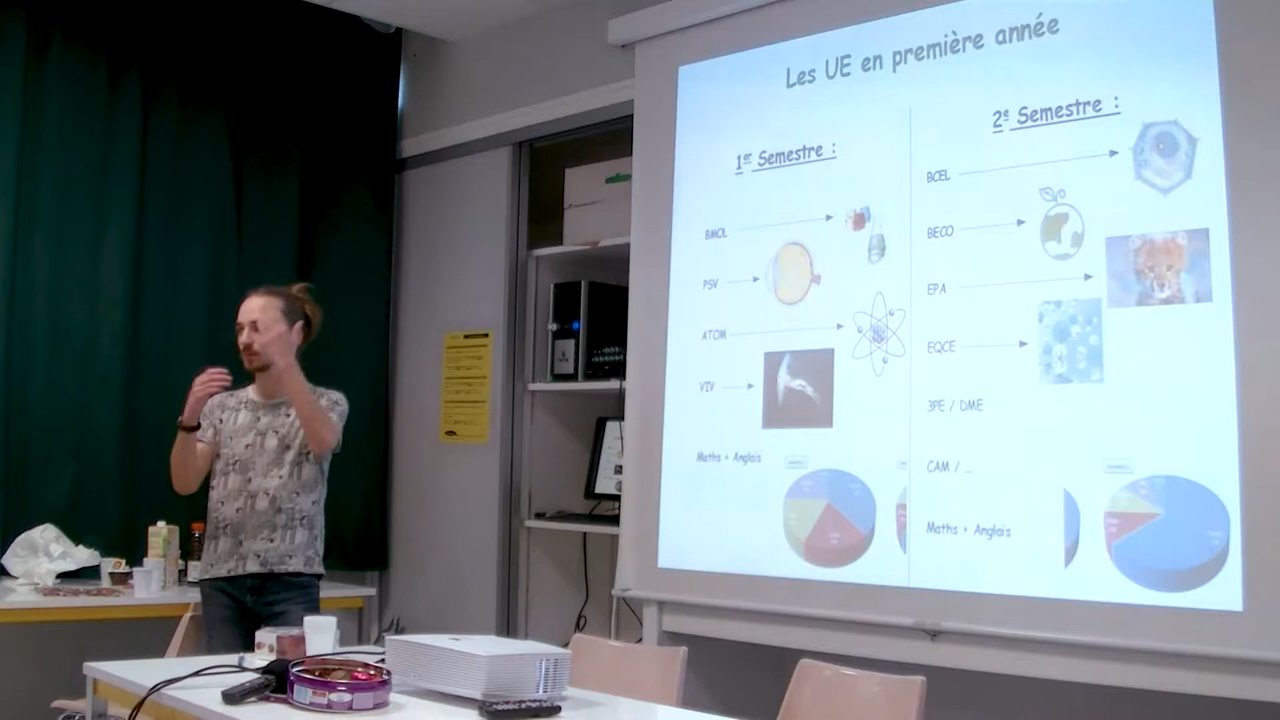 Les UE en première année
1er Semestre :
BMOL
PSV
ATOM
VIV
Maths + Anglais
2e Semestre :
BCEL
BECO
EPA
EQCE
3PE / DME
CAM / …
Maths + Anglais